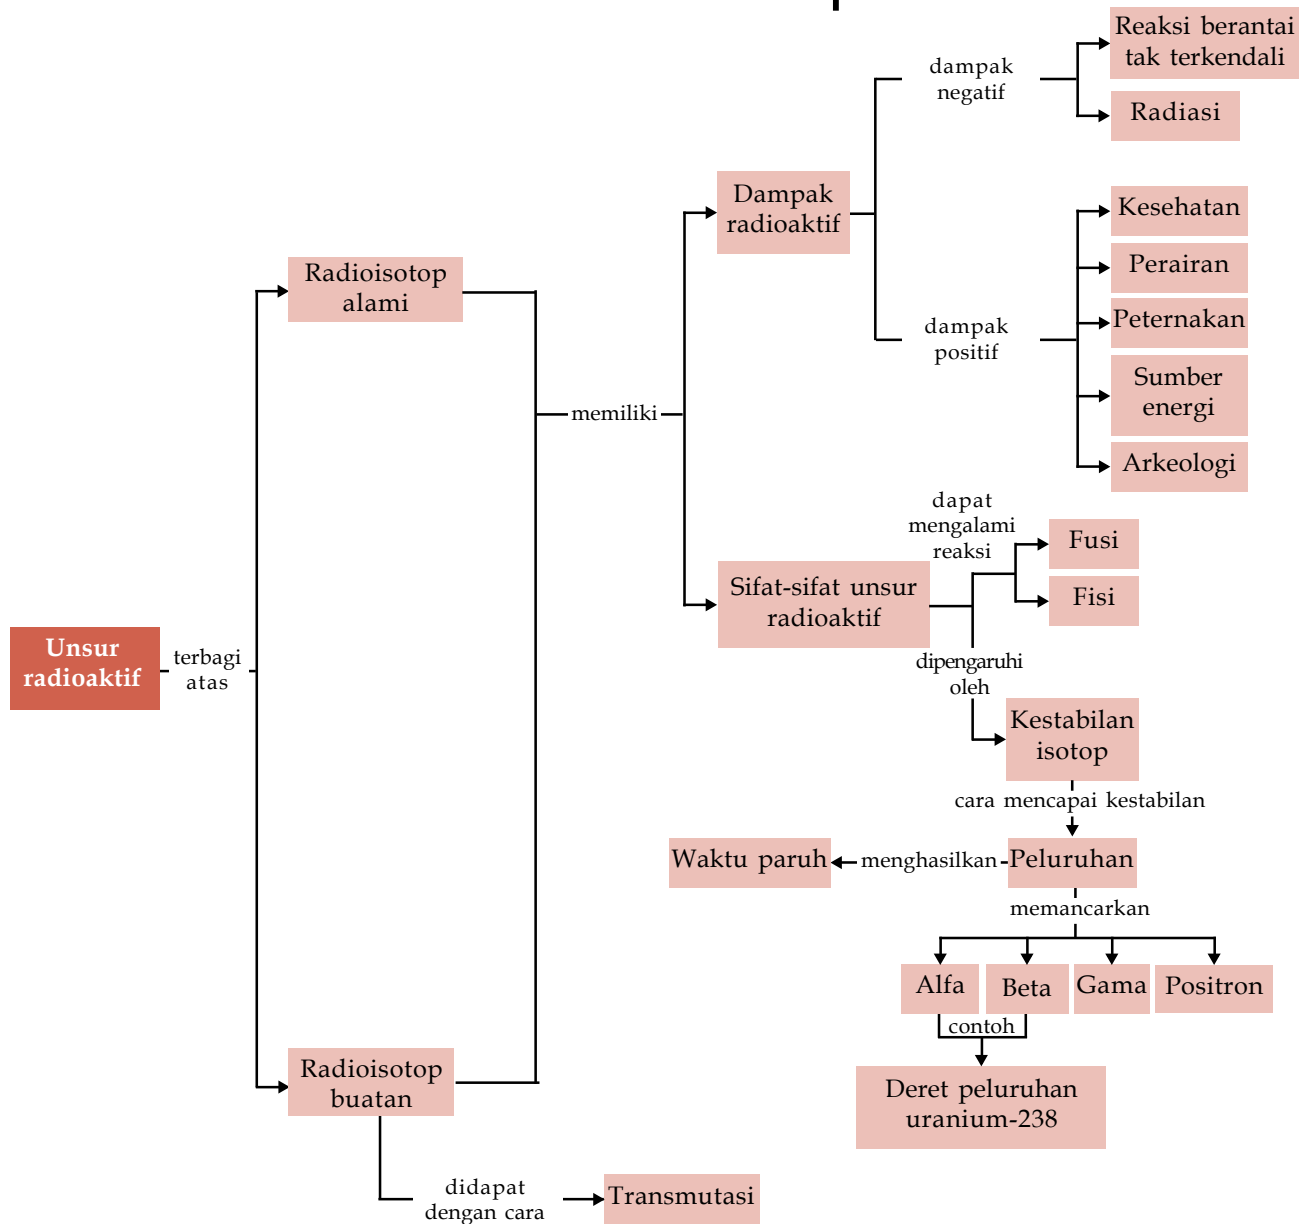 Reaksi berantai
tak terkendali
dampak
negatif
Radiasi
Dampak
radioaktif
Kesehatan
Perairan
Peternakan
dampak
positif
Sumber
energi
Arkeologi
Radioisotop
alami
memiliki
dapat
mengalami
reaksi
Fusi
Fisi
Sifat-sifat unsur
radioaktif
Unsur
radioaktif
terbagi
atas
dipengaruhi
oleh
Kestabilan
isotop
cara mencapai kestabilan
Waktu paruh
menghasilkan
Peluruhan
memancarkan
Alfa
Beta
Gama
Positron
contoh
Deret peluruhan
uranium-238
Radioisotop
buatan
didapat
dengan cara
Transmutasi